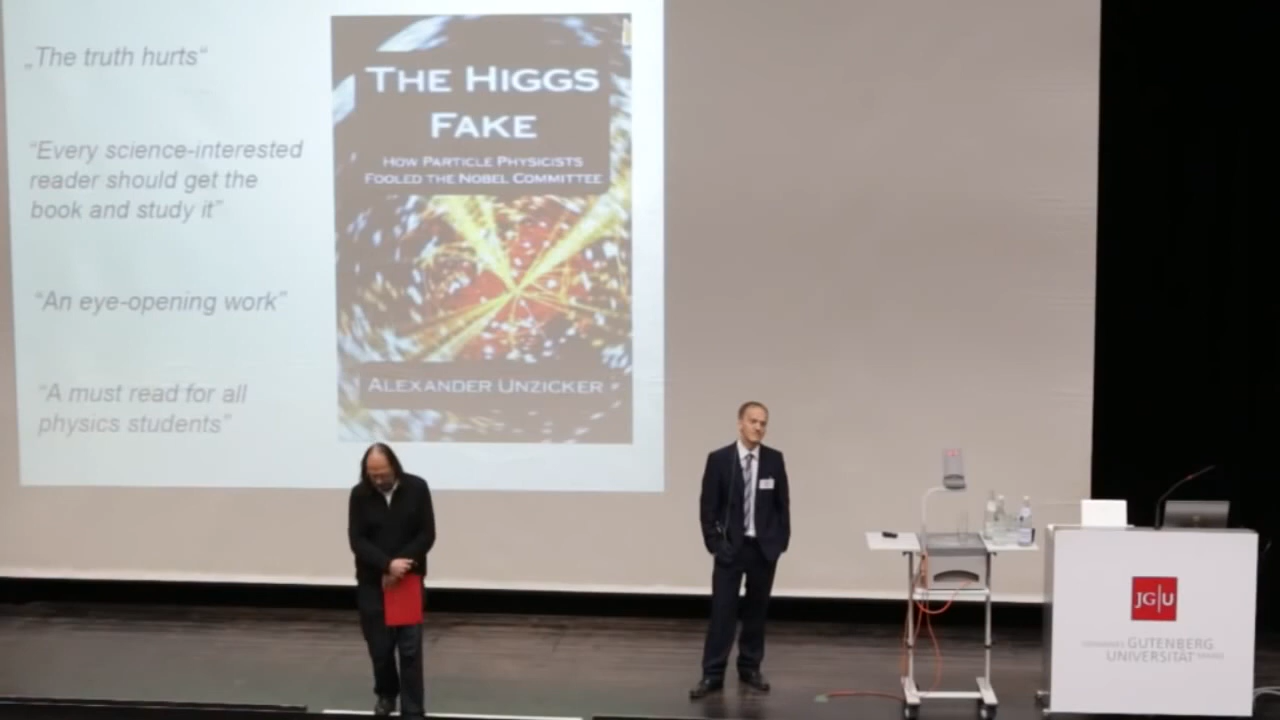 „The truth hurts“
“Every science-interested
reader should get the
book and study it”
“An eye-opening work”
“A must read for all
physics students”
THE HIGGS
FAKE
HOW PARTICLE PHYSICISTS
FOOLED THE NOBEL COMMITTEE
ALEXANDER UNZICKER
JG|U
JOHANNES GUTENBERG
UNIVERSITÄT MAINZ